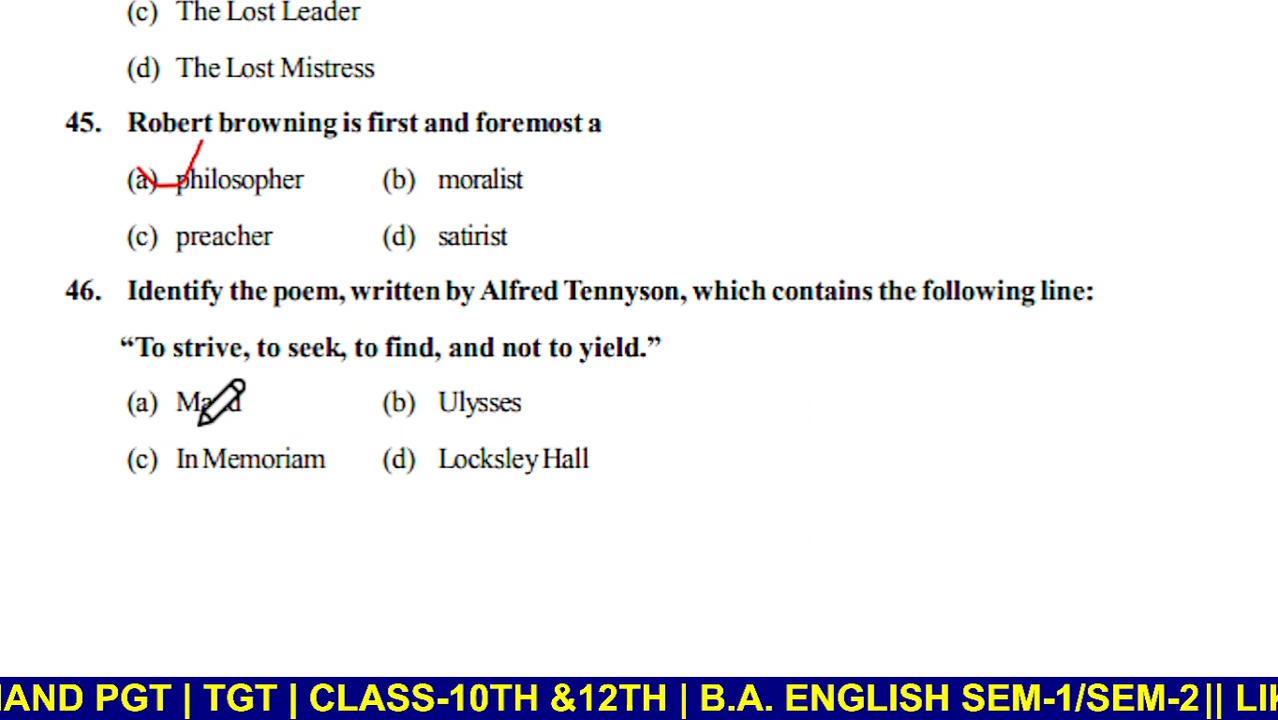 (c) The Lost Leader
(d) The Lost Mistress
45. Robert browning is first and foremost a
(a) philosopher (b) moralist
(c) preacher (d) satirist
46. Identify the poem, written by Alfred Tennyson, which contains the following line:
“To strive, to seek, to find, and not to yield.”
(a) Maud (b) Ulysses
(c) In Memoriam (d) Locksley Hall
AND PGT | TGT | CLASS-10TH &12TH | B.A. ENGLISH SEM-1/SEM-2 || LI